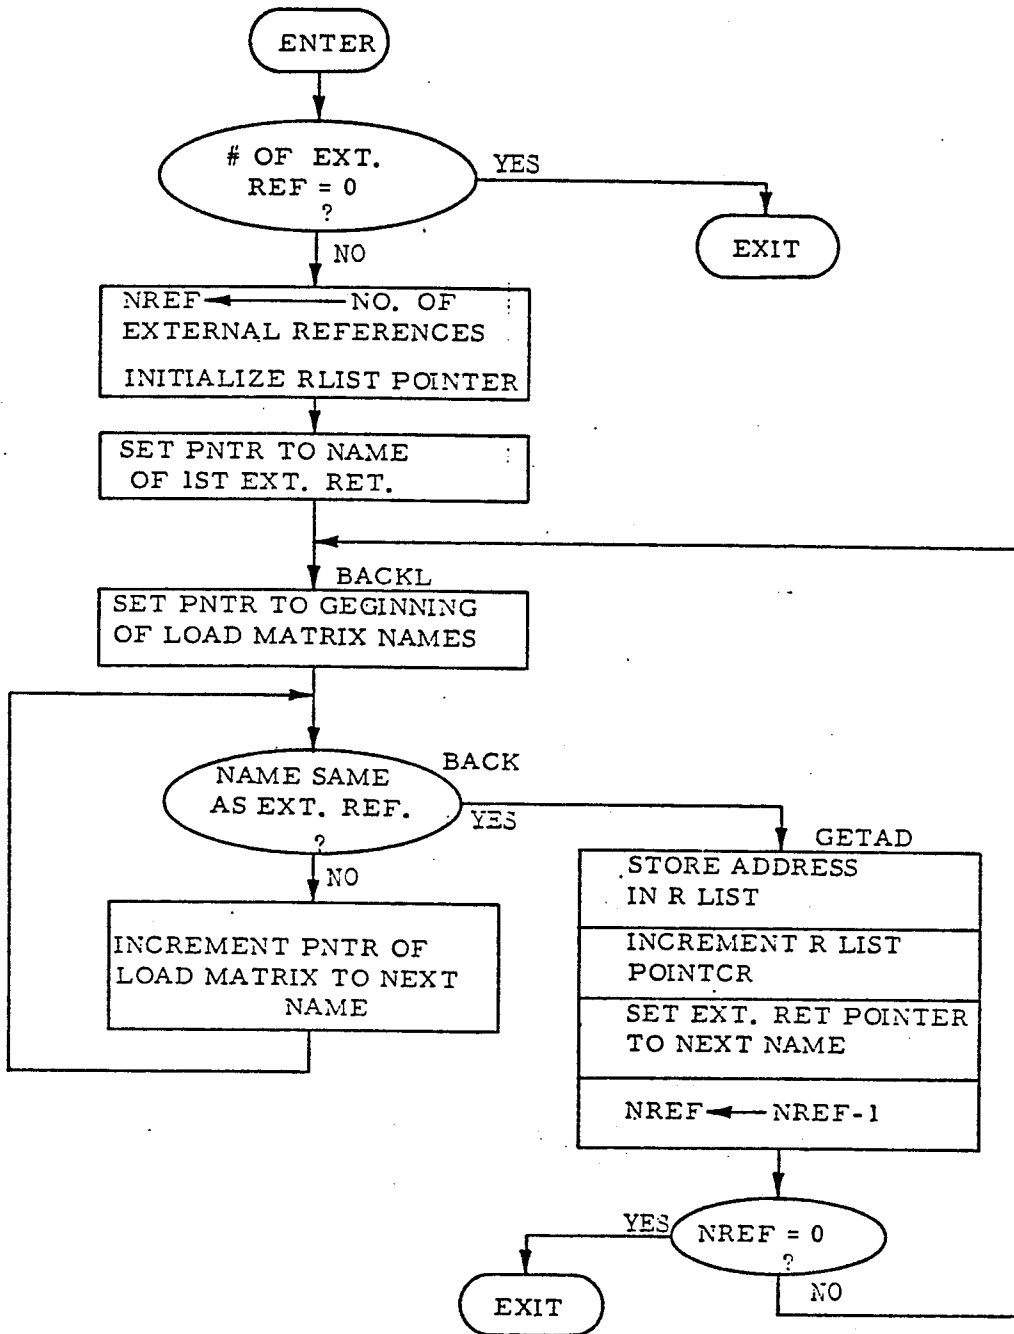 ENTER
# OF EXT.
REF = 0
?
YES
EXIT
NO
NREF ← NO. OF
EXTERNAL REFERENCES
INITIALIZE RLIST POINTER
SET PNTR TO NAME
OF 1ST EXT. RET.
BACKL
SET PNTR TO GEGINNING
OF LOAD MATRIX NAMES
BACK
NAME SAME
AS EXT. REF.
?
YES
NO
INCREMENT PNTR OF
LOAD MATRIX TO NEXT
NAME
GETAD
STORE ADDRESS
IN R LIST
INCREMENT R LIST
POINTCR
SET EXT. RET POINTER
TO NEXT NAME
NREF ← NREF-1
YES
NREF = 0
?
NO
EXIT